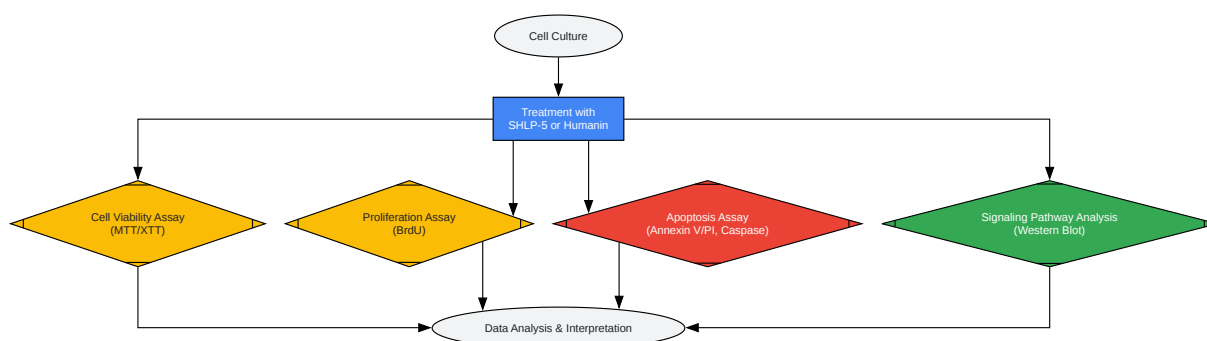 Cell Culture
Treatment with
SHLP-5 or Humanin
Cell Viability Assay
(MTT/XTT)
Proliferation Assay
(BrdU)
Apoptosis Assay
(Annexin V/PI, Caspase)
Signaling Pathway Analysis
(Western Blot)
Data Analysis & Interpretation